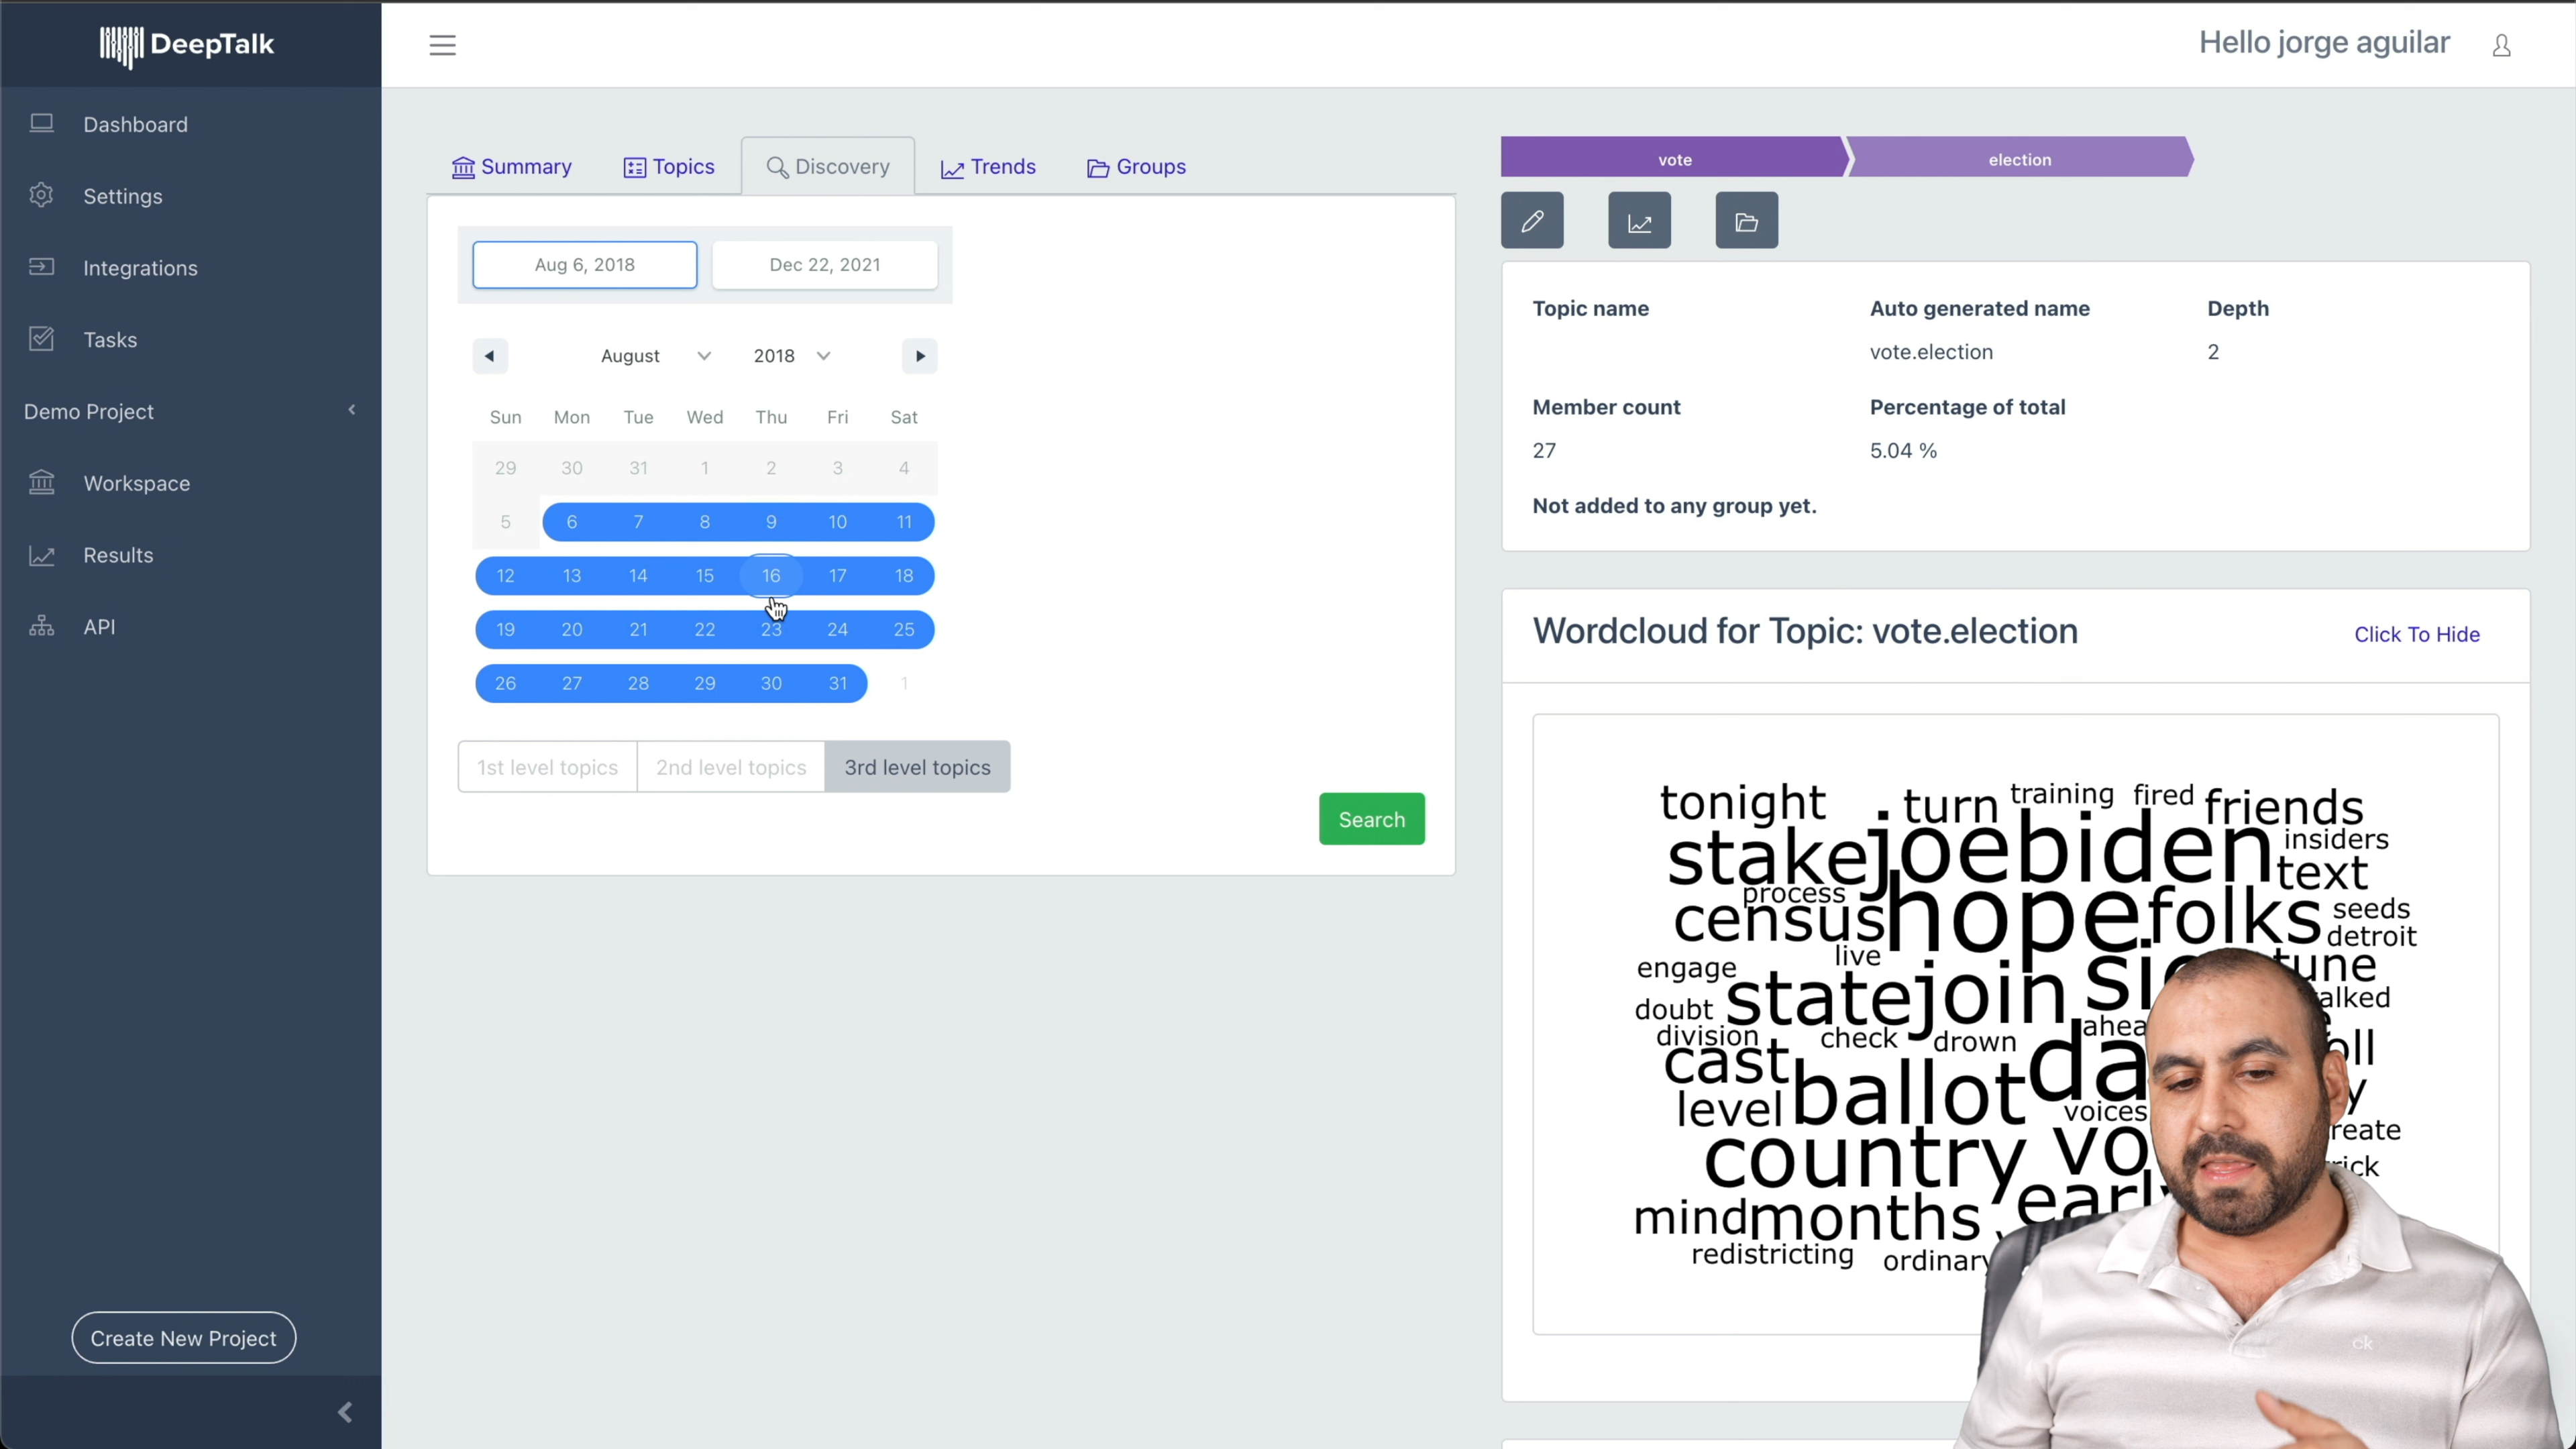 DeepTalk
Hello jorge aguilar
Dashboard
Settings
Integrations
Tasks
Demo Project
Workspace
Results
API
Create New Project
Summary
Topics
Discovery
Trends
Groups
Aug 6, 2018
Dec 22, 2021
August
2018
Sun Mon Tue Wed Thu Fri Sat
29 30 31 1 2 3 4
5 6 7 8 9 10 11
12 13 14 15 16 17 18
19 20 21 22 23 24 25
26 27 28 29 30 31 1
1st level topics
2nd level topics
3rd level topics
Search
vote
election
Topic name
Auto generated name
Depth
vote.election
2
Member count
Percentage of total
27
5.04 %
Not added to any group yet.
Wordcloud for Topic: vote.election
Click To Hide
tonight
turn
training
fired
friends
stake
joebiden
insiders
text
process
census
hope
folks
seeds
detroit
live
engage
state
join
tune
doubt
division
check
drown
cast
ballot
level
voices
country
mind
months
redistricting
ordinary
ck